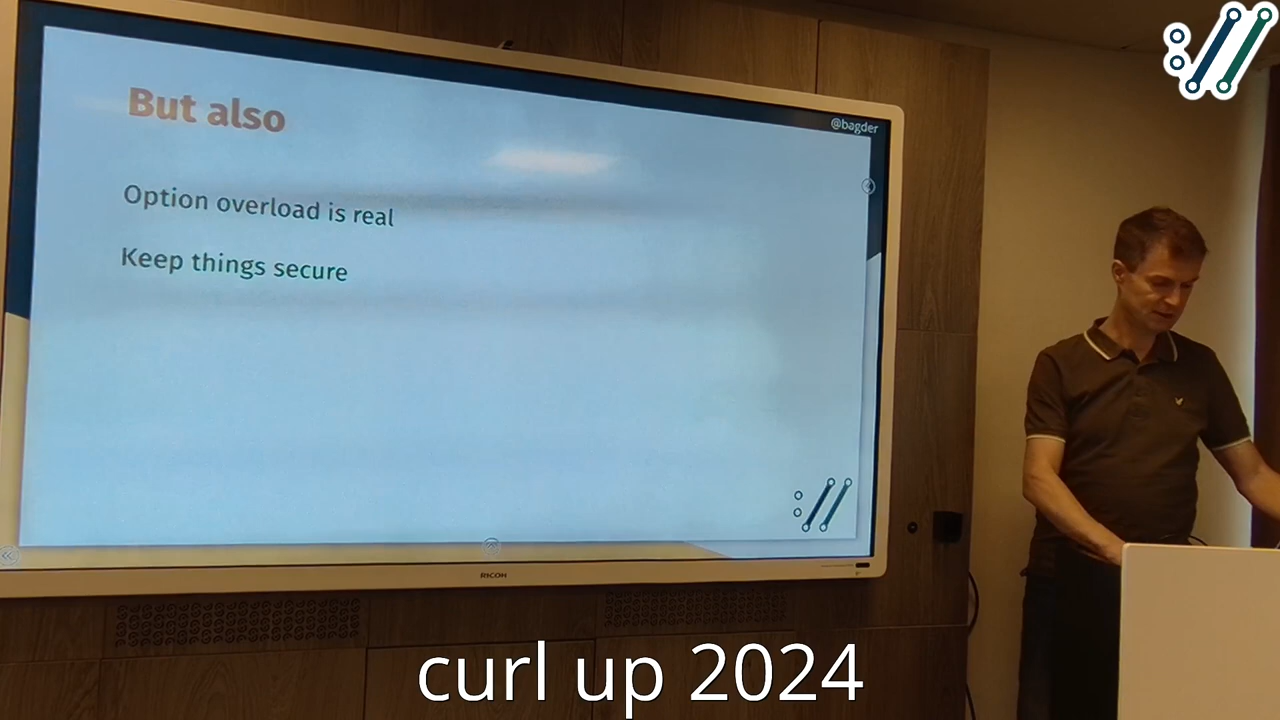 But also
@bagder
Option overload is real
Keep things secure
RICOH
curl up 2024